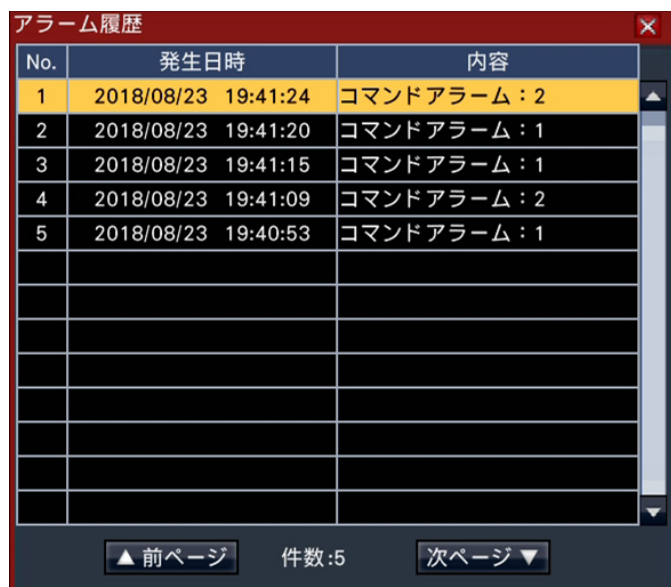 アラーム履歴
No. 発生日時 内容
1 2018/08/23 19:41:24 コマンドアラーム：2
2 2018/08/23 19:41:20 コマンドアラーム：1
3 2018/08/23 19:41:15 コマンドアラーム：1
4 2018/08/23 19:41:09 コマンドアラーム：2
5 2018/08/23 19:40:53 コマンドアラーム：1
▲ 前ページ 件数:5 次ページ ▼